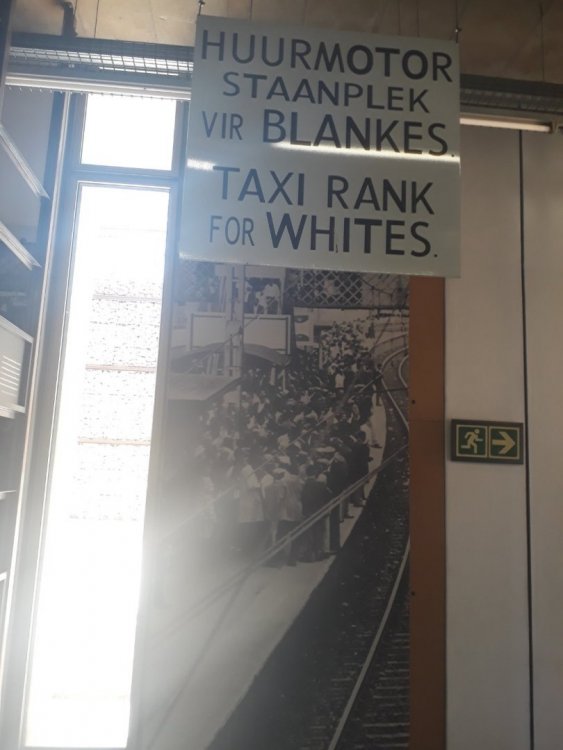 HUURMOTOR
STAANPLEK
VIR BLANKES.
TAXI RANK
FOR WHITES.